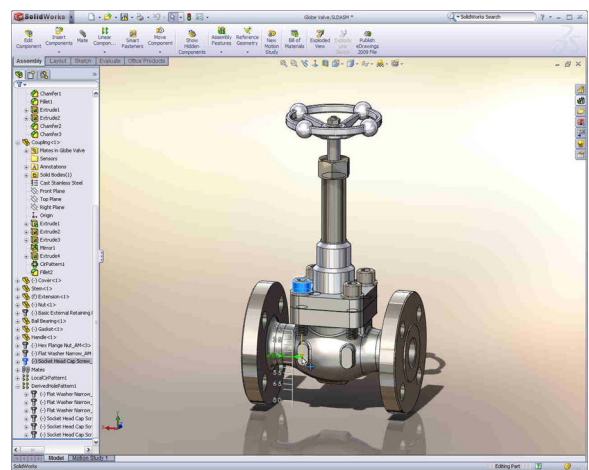 SolidWorks
Globe Valve.SLDASM *
SolidWorks Search
Edit Component
Insert Components
Mate
Linear Compon...
Smart Fasteners
Move Component
Show Hidden Components
Assembly Features
Reference Geometry
New Motion Study
Bill of Materials
Exploded View
Explode Line Sketch
Publish eDrawings 2009 File
Assembly Layout Sketch Evaluate Office Products
Chamfer1
Fillet1
Extrude1
Extrude2
Chamfer2
Chamfer3
Coupling<1>
Mates in Globe Valve
Sensors
Annotations
Solid Bodies(1)
Cast Stainless Steel
Front Plane
Top Plane
Right Plane
Origin
Extrude1
Extrude2
Extrude3
Mirror1
Extrude4
CirPattern1
Fillet2
(-) Cover<1>
Stem<1>
(f) Extension<1>
(-) Nut<1>
(-) Basic External Retaining
Ball Bearing<1>
(-) Gasket<1>
Handle<1>
(-) Hex Flange Nut_AM<3>
(-) Flat Washer Narrow_AM
(-) Socket Head Cap Screw_
Mates
LocalCirPattern1
DerivedHolePattern1
(-) Flat Washer Narrow_
(-) Flat Washer Narrow_
(-) Flat Washer Narrow_
(-) Socket Head Cap Scr
(-) Socket Head Cap Scr
(-) Socket Head Cap Scr
Model Motion Study 1
SolidWorks
Editing Part